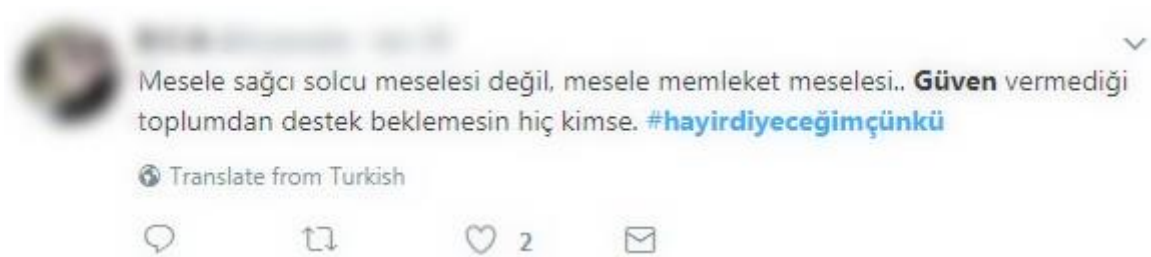 Mesele sağcı solcu meselesi değil, mesele memleket meselesi.. Güven vermediği
toplumdan destek beklemesin hiç kimse. #hayirdiyeceğimçünkü
Translate from Turkish
2